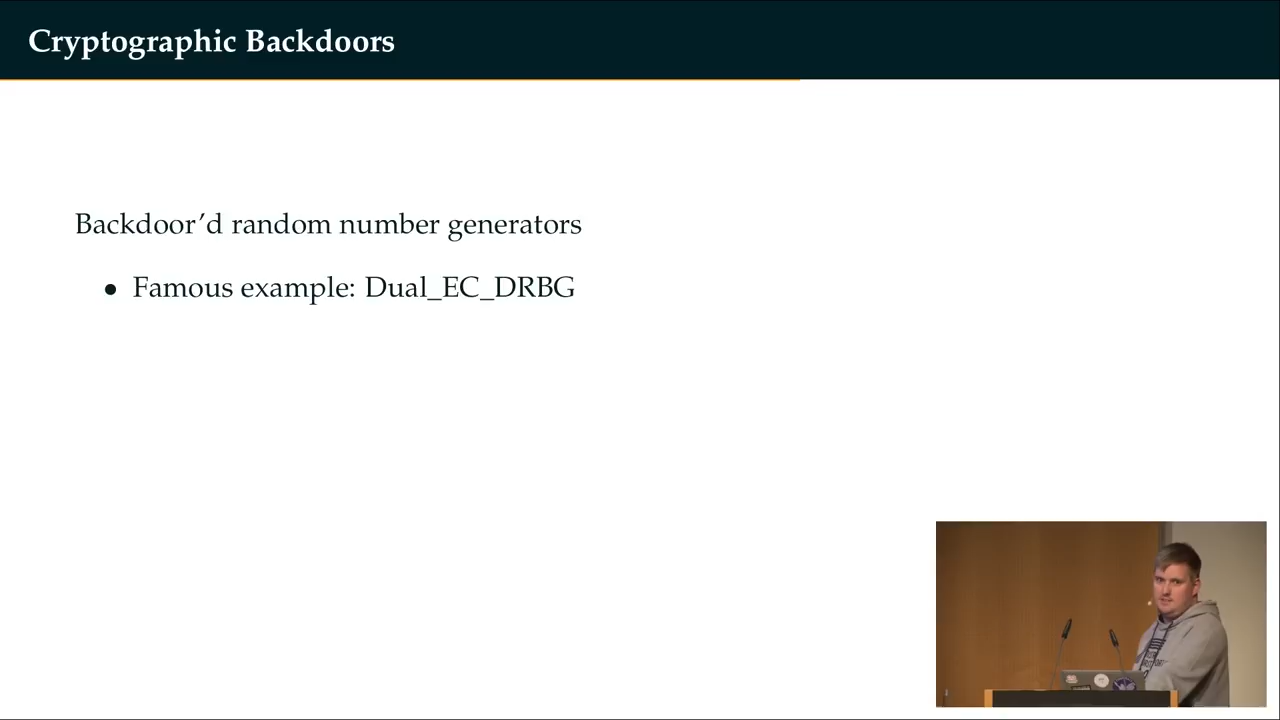 Cryptographic Backdoors
Backdoor'd random number generators
• Famous example: Dual_EC_DRBG